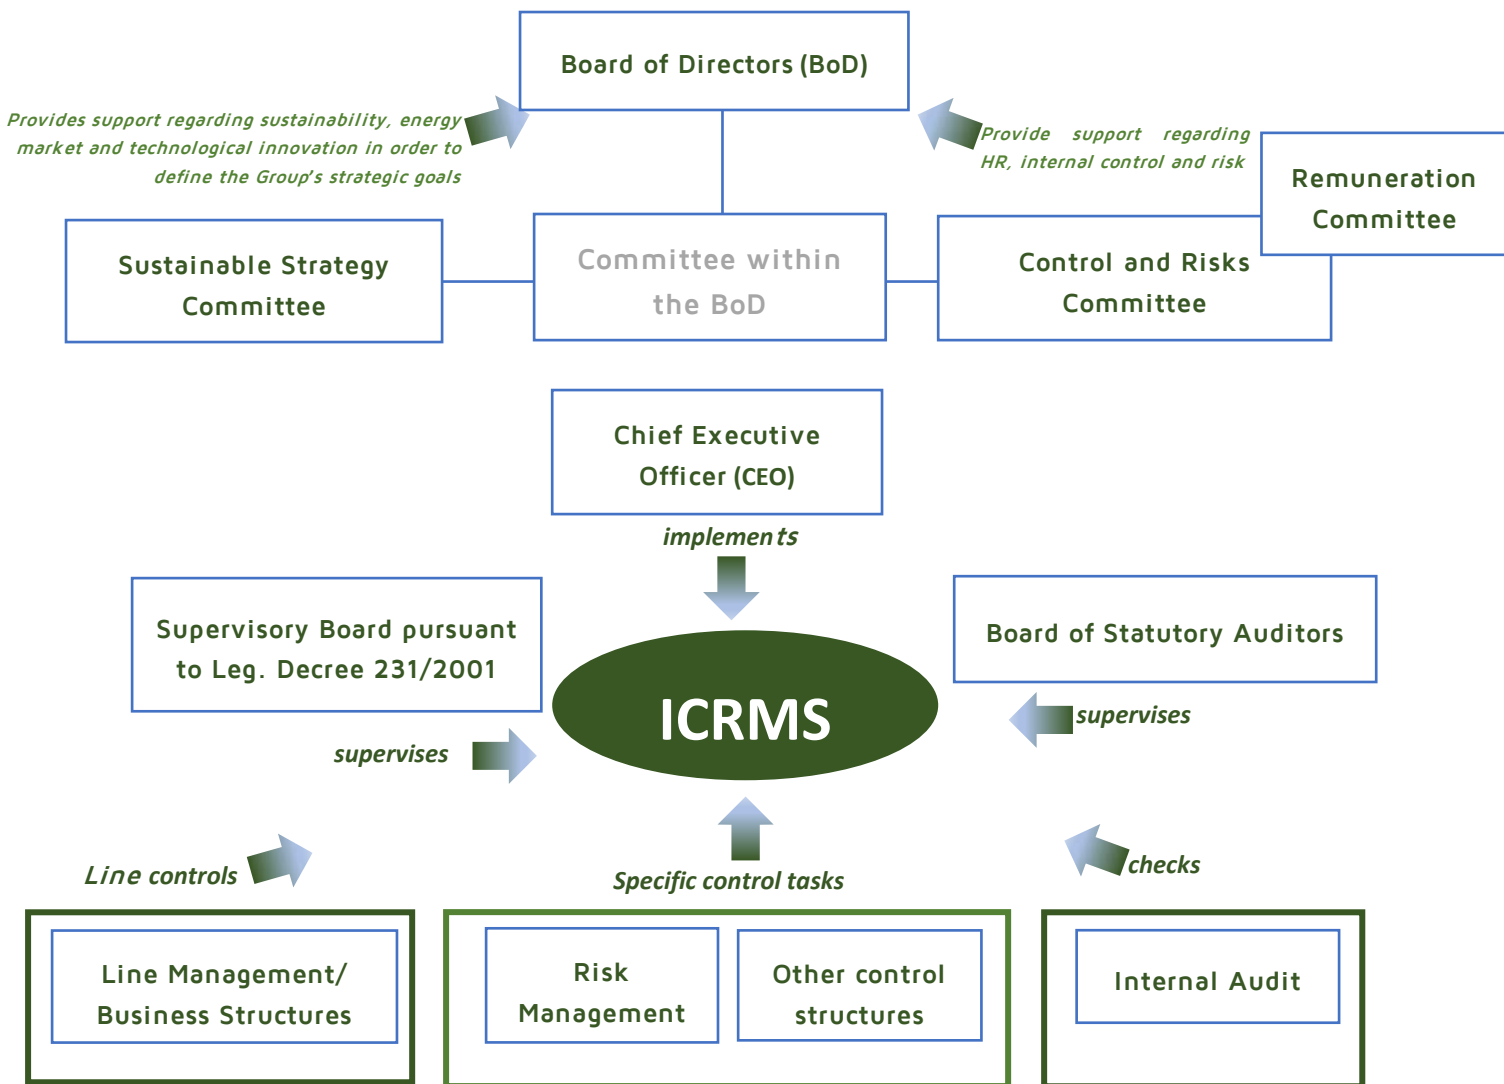 Board of Directors (BoD)
Provides support regarding sustainability, energy
market and technological innovation in order to
define the Group's strategic goals
Provide support regarding
HR, internal control and risk
Remuneration
Committee
Sustainable Strategy
Committee
Committee within
the BoD
Control and Risks
Committee
Chief Executive
Officer (CEO)
implements
Supervisory Board pursuant
to Leg. Decree 231/2001
Board of Statutory Auditors
ICRMS
supervises
supervises
Line controls
Specific control tasks
checks
Line Management/
Business Structures
Risk
Management
Other control
structures
Internal Audit